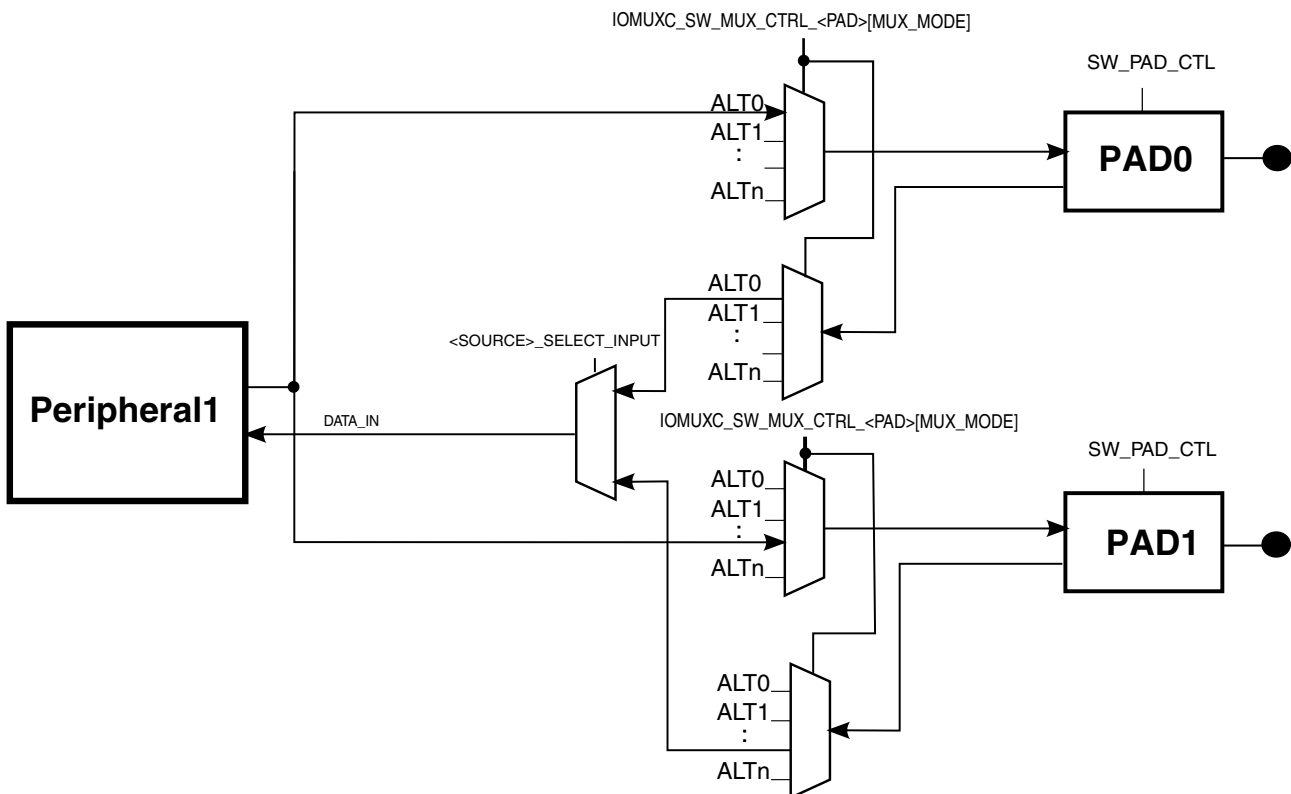 IOMUXC_SW_MUX_CTRL_<PAD>[MUX_MODE]
SW_PAD_CTL
ALT0
ALT1
:
ALTn
PAD0
ALT0
ALT1
:
ALTn
<SOURCE>_SELECT_INPUT
Peripheral1
DATA_IN
IOMUXC_SW_MUX_CTRL_<PAD>[MUX_MODE]
SW_PAD_CTL
ALT0
ALT1
:
ALTn
PAD1
ALT0
ALT1
:
ALTn